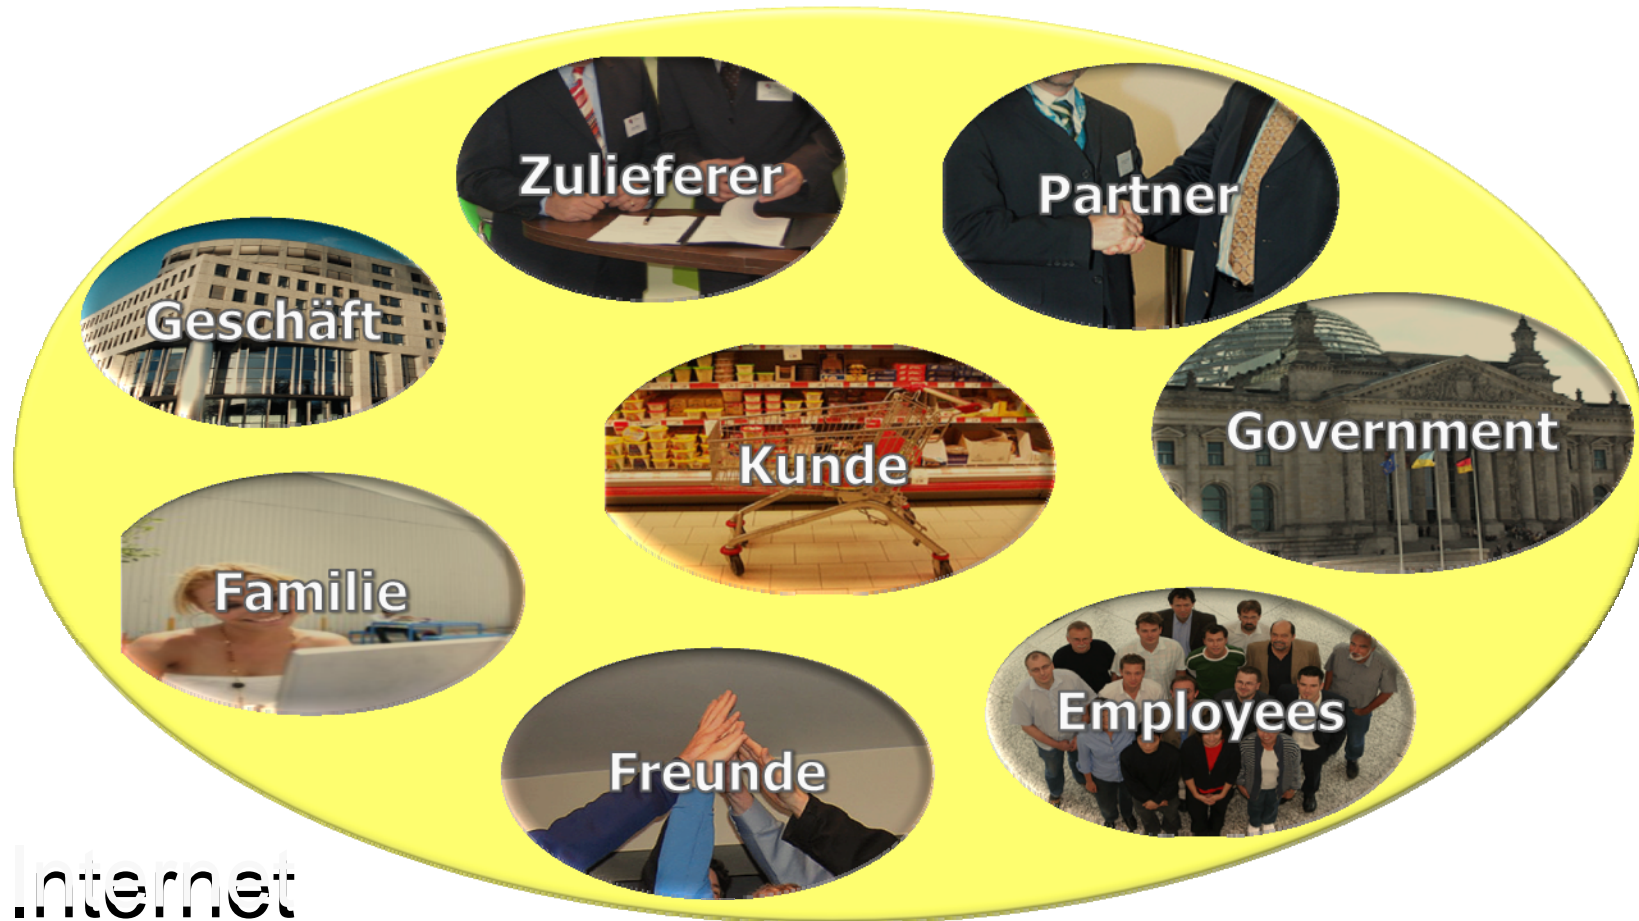 Zulieferer
Partner
Geschäft
Government
Kunde
Familie
Employees
Freunde
Internet